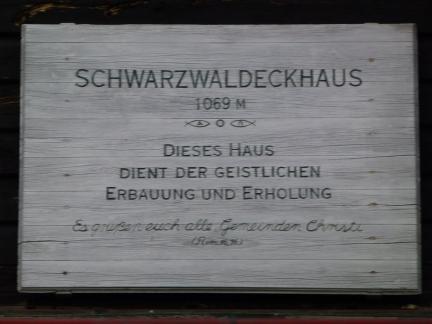 SCHWARZWALDECKHAUS
1069 M
DIESES HAUS
DIENT DER GEISTLICHEN
ERBAUUNG UND ERHOLUNG
Es grüßen euch alle Gemeinden Christi